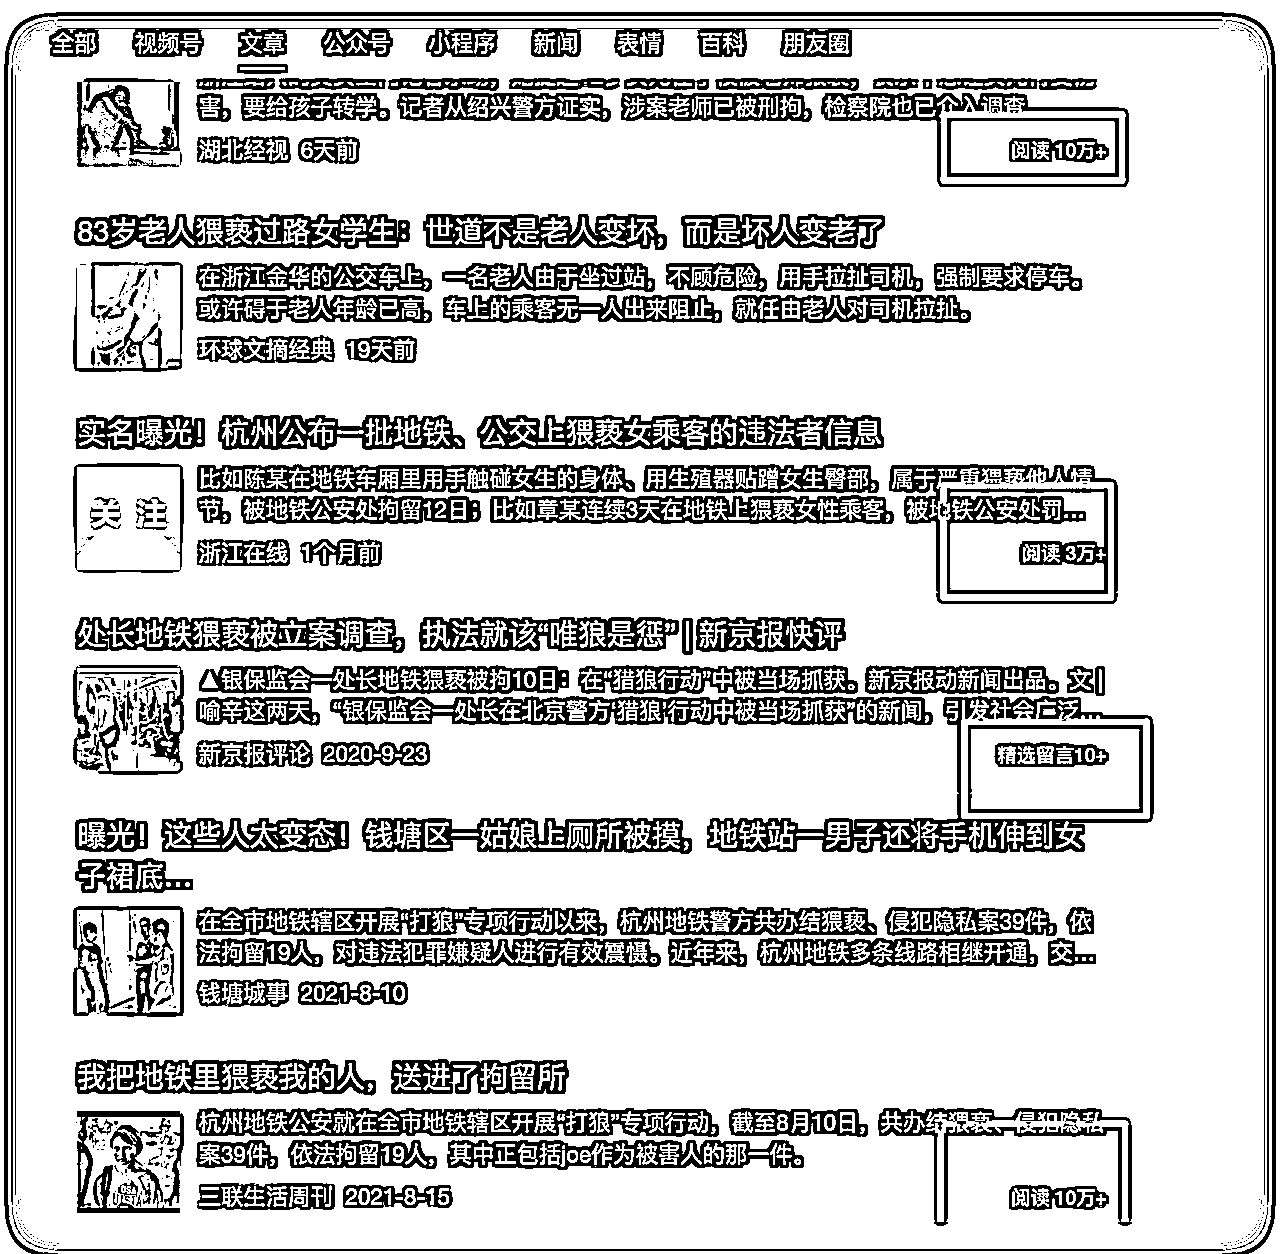 全部 视频号 文章 公众号 小程序 新闻 表情 百科 朋友圈
害，要给孩子转学。记者从绍兴警方证实，涉案老师已被刑拘，检察院也已介入调查
湖北经视 6天前 阅读 10万+
83岁老人猥亵过路女学生：世道不是老人变坏，而是坏人变老了
在浙江金华的公交车上，一名老人由于坐过站，不顾危险，用手拉扯司机，强制要求停车。
或许碍于老人年龄已高，车上的乘客无一人出来阻止，就任由老人对司机拉扯。
环球文摘经典 19天前
实名曝光！杭州公布一批地铁、公交上猥亵女乘客的违法者信息
关 注
比如陈某在地铁车厢里用手触碰女生的身体、用生殖器贴蹭女生臀部，属于严重猥亵他人情
节，被地铁公安处拘留12日；比如章某连续3天在地铁上猥亵女性乘客，被地铁公安处罚...
浙江在线 1个月前 阅读 3万+
处长地铁猥亵被立案调查，执法就该“唯狼是惩” | 新京报快评
▲银保监会一处长地铁猥亵被拘10日：在“猎狼行动”中被当场抓获。新京报动新闻出品。文 |
喻辛这两天，“银保监会一处长在北京警方‘猎狼’行动中被当场抓获”的新闻，引发社会广泛...
新京报评论 2020-9-23 精选留言10+
曝光！这些人太变态！钱塘区一姑娘上厕所被摸，地铁站一男子还将手机伸到女
子裙底...
在全市地铁辖区开展“打狼”专项行动以来，杭州地铁警方共办结猥亵、侵犯隐私案39件，依
法拘留19人，对违法犯罪嫌疑人进行有效震慑。近年来，杭州地铁多条线路相继开通，交...
钱塘城事 2021-8-10
我把地铁里猥亵我的人，送进了拘留所
杭州地铁公安就在全市地铁辖区开展“打狼”专项行动，截至8月10日，共办结猥亵、侵犯隐私
案39件，依法拘留19人，其中正包括joe作为被害人的那一件。
三联生活周刊 2021-8-15 阅读 10万+